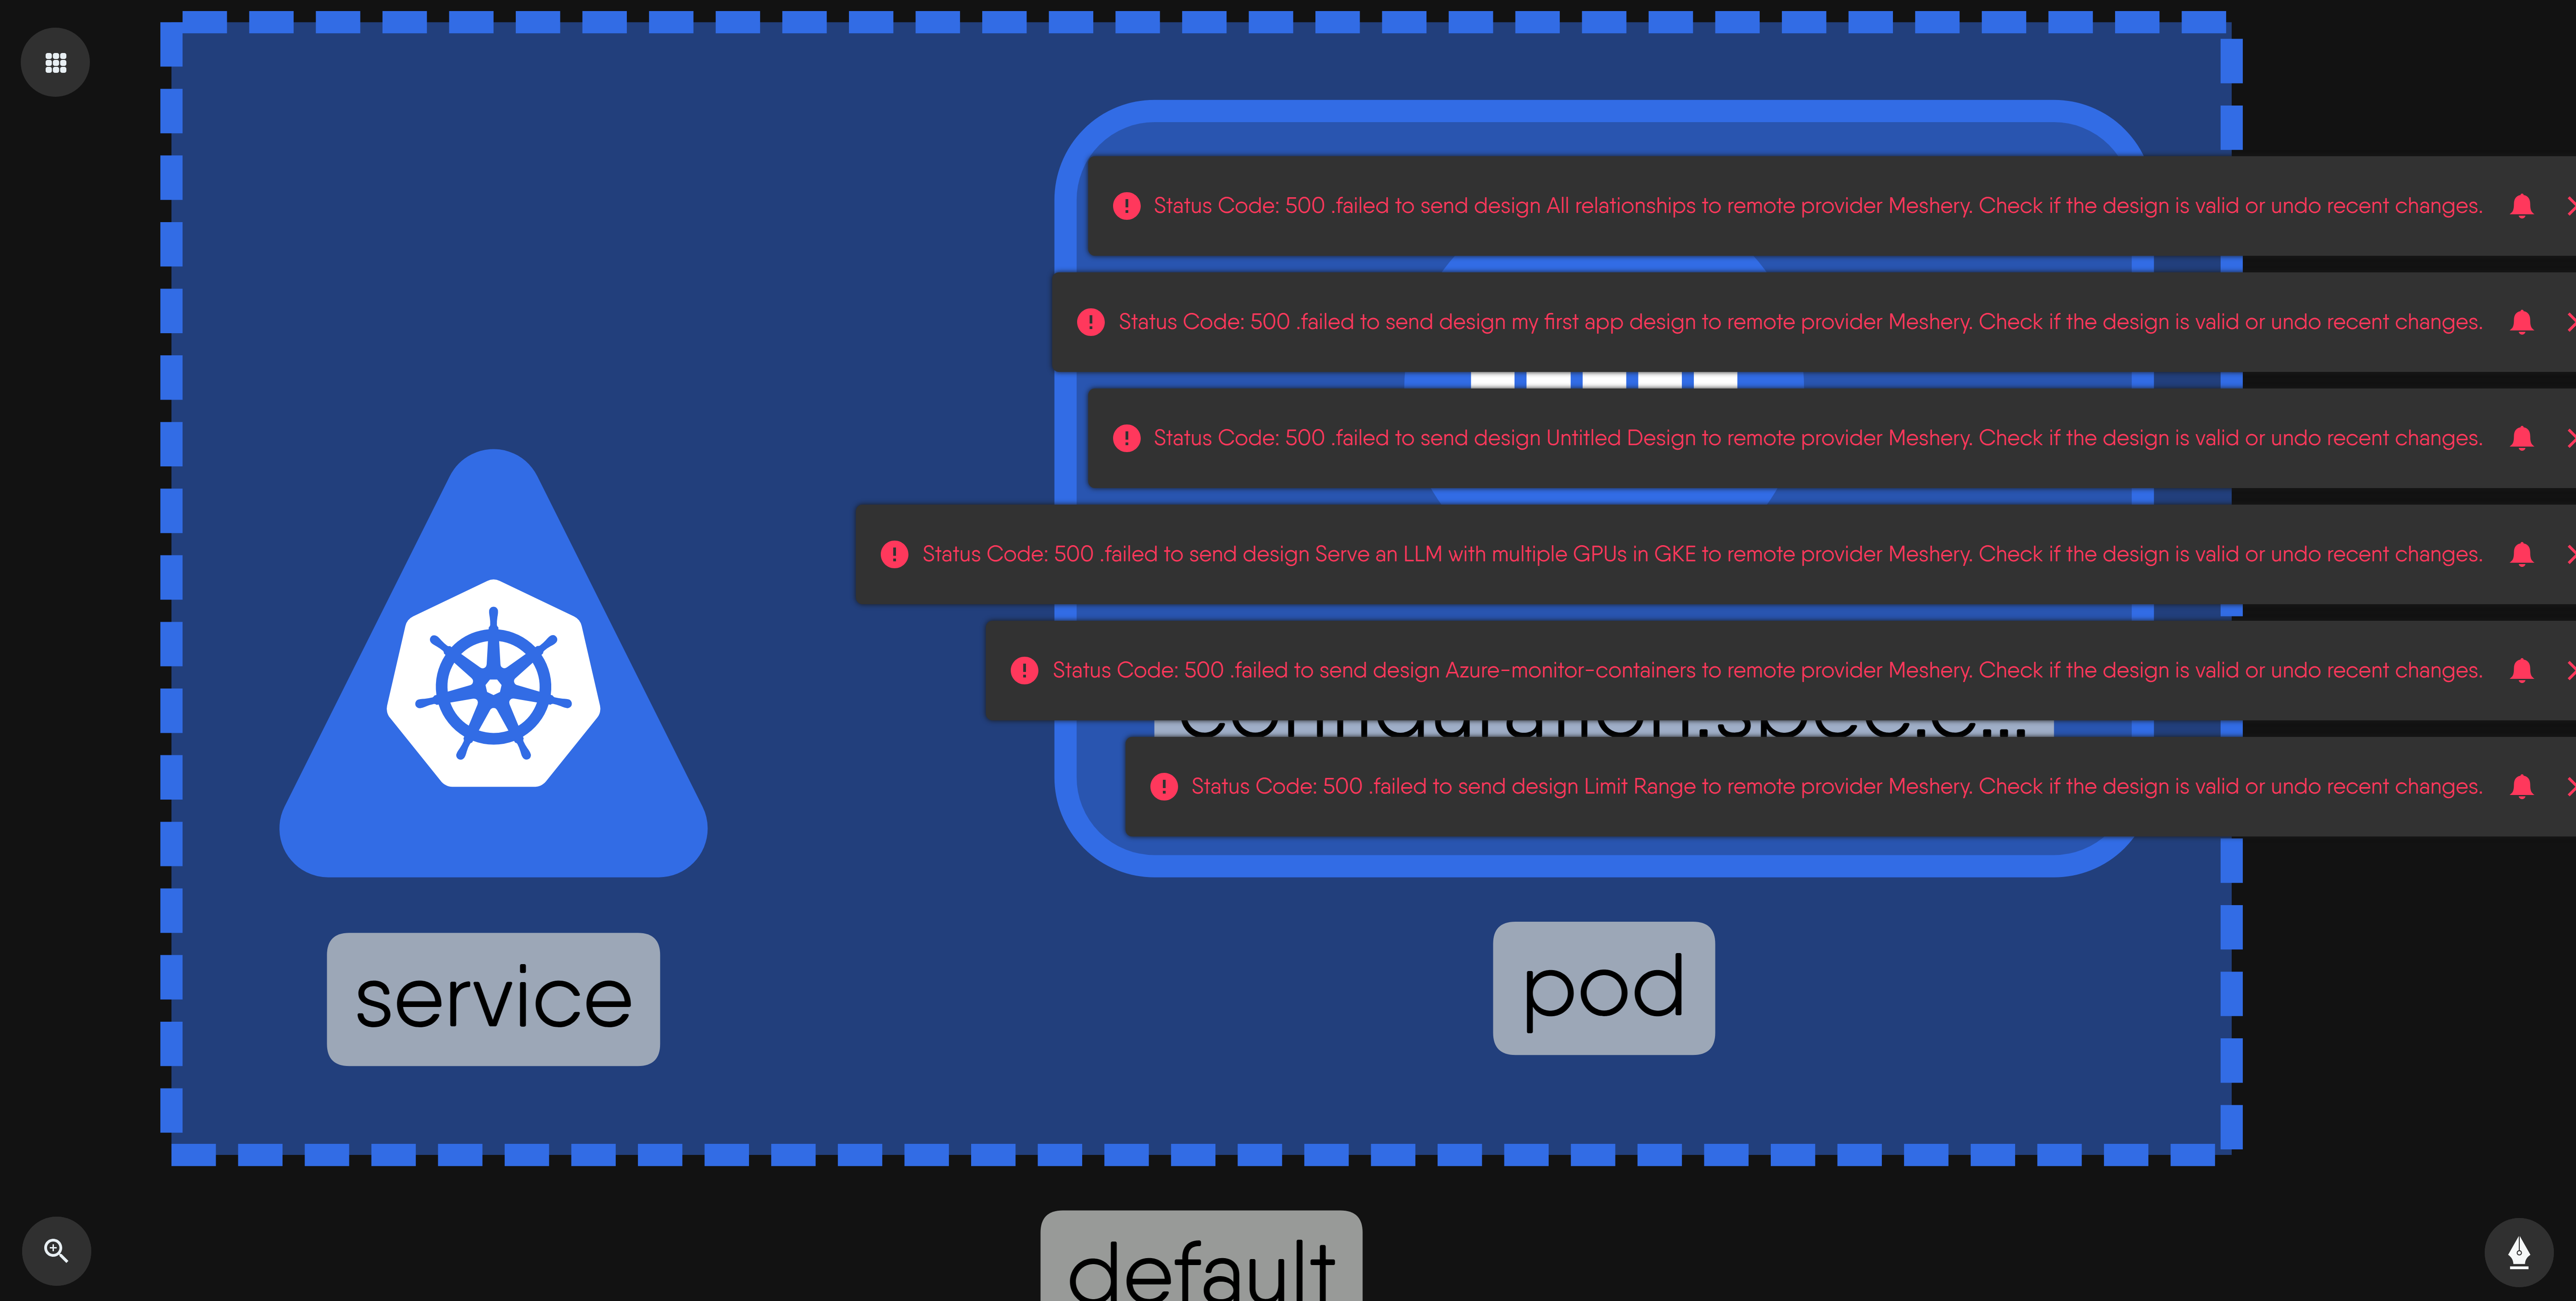 Status Code: 500 .failed to send design All relationships to remote provider Meshery. Check if the design is valid or undo recent changes.
Status Code: 500 .failed to send design my first app design to remote provider Meshery. Check if the design is valid or undo recent changes.
Status Code: 500 .failed to send design Untitled Design to remote provider Meshery. Check if the design is valid or undo recent changes.
Status Code: 500 .failed to send design Serve an LLM with multiple GPUs in GKE to remote provider Meshery. Check if the design is valid or undo recent changes.
Status Code: 500 .failed to send design Azure-monitor-containers to remote provider Meshery. Check if the design is valid or undo recent changes.
configuration.spec.c...
Status Code: 500 .failed to send design Limit Range to remote provider Meshery. Check if the design is valid or undo recent changes.
service
pod
default